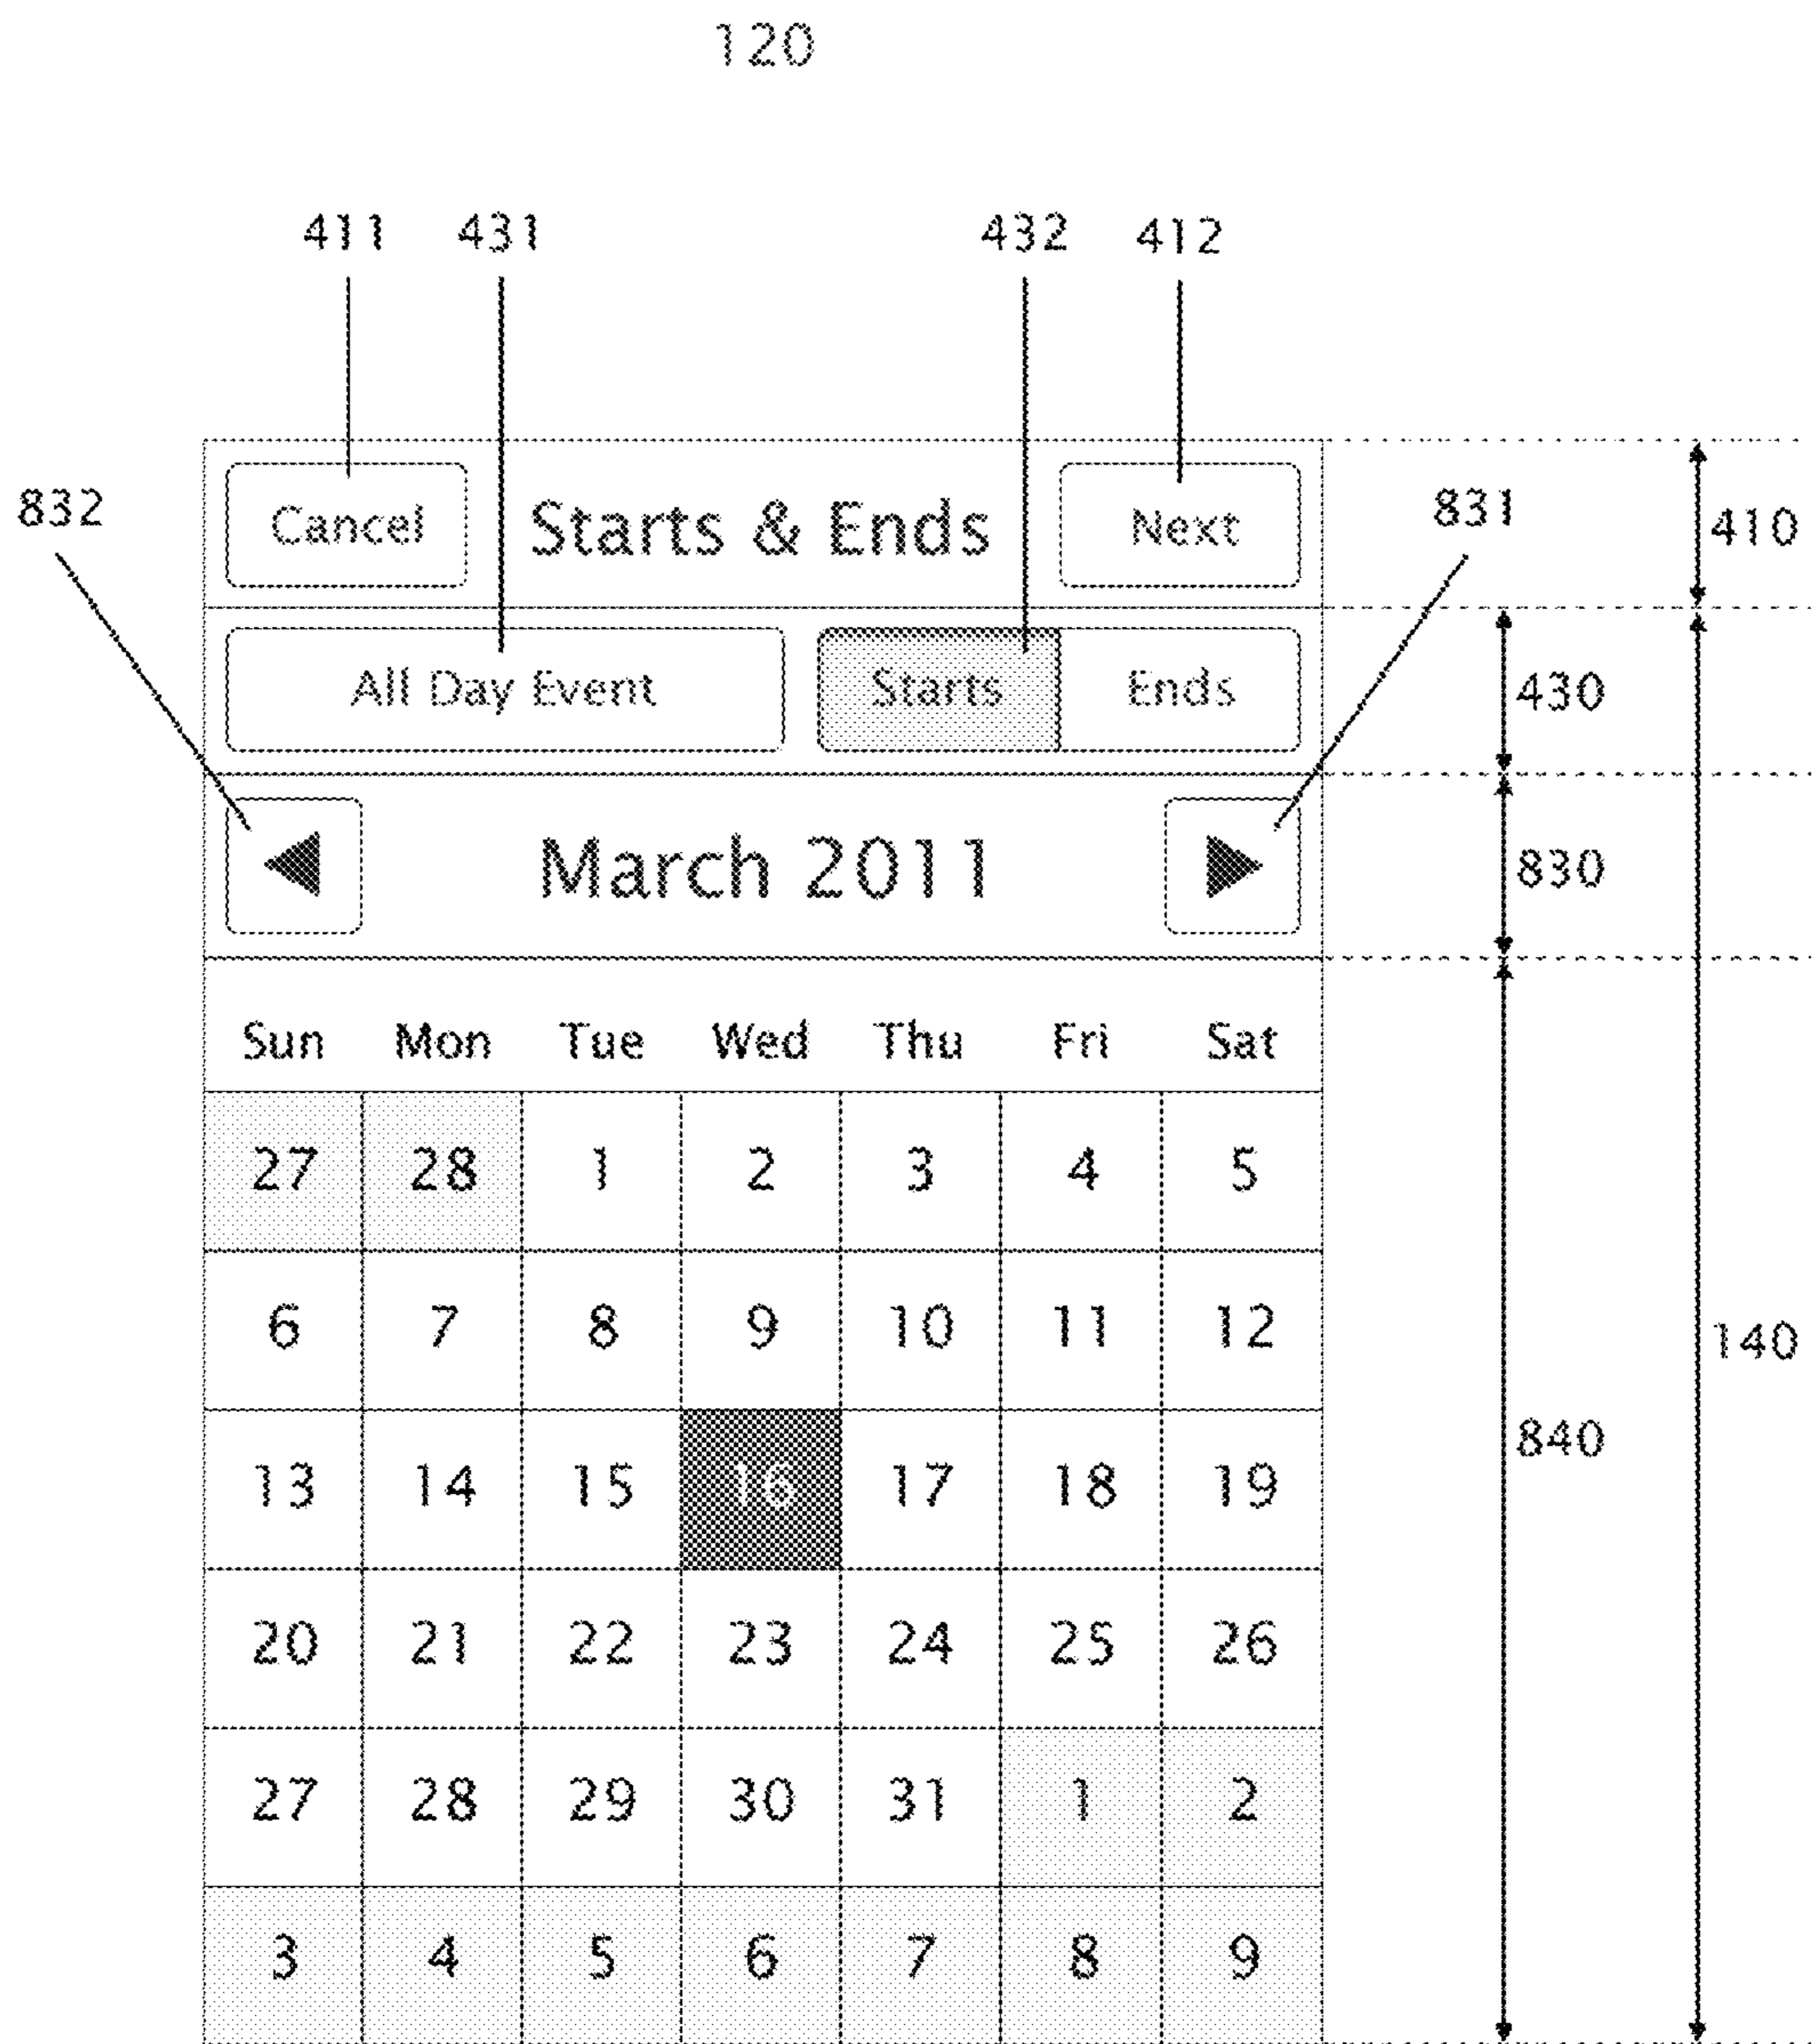 120
411 431 432 412
832 Cancel Starts & Ends Next 831 410
All Day Event Starts Ends 430
March 2011 830
Sun Mon Tue Wed Thu Fri Sat
27 28 1 2 3 4 5
6 7 8 9 10 11 12
140
13 14 15 16 17 18 19
840
20 21 22 23 24 25 26
27 28 29 30 31 1 2
3 4 5 6 7 8 9